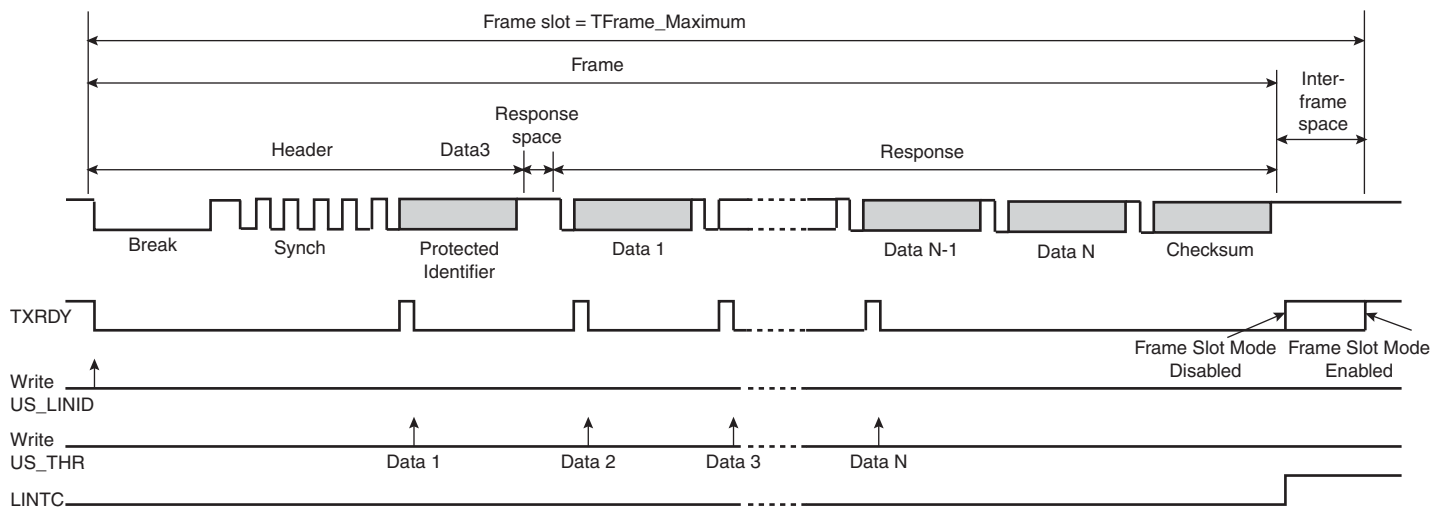 Frame slot = TFrame_Maximum
Frame
Inter-
frame
space
Response
space
Header
Data3
Response
Break
Synch
Protected
Identifier
Data 1
Data N-1
Data N
Checksum
TXRDY
Frame Slot Mode
Disabled
Frame Slot Mode
Enabled
Write
US_LINID
Write
US_THR
Data 1
Data 2
Data 3
Data N
LINTC